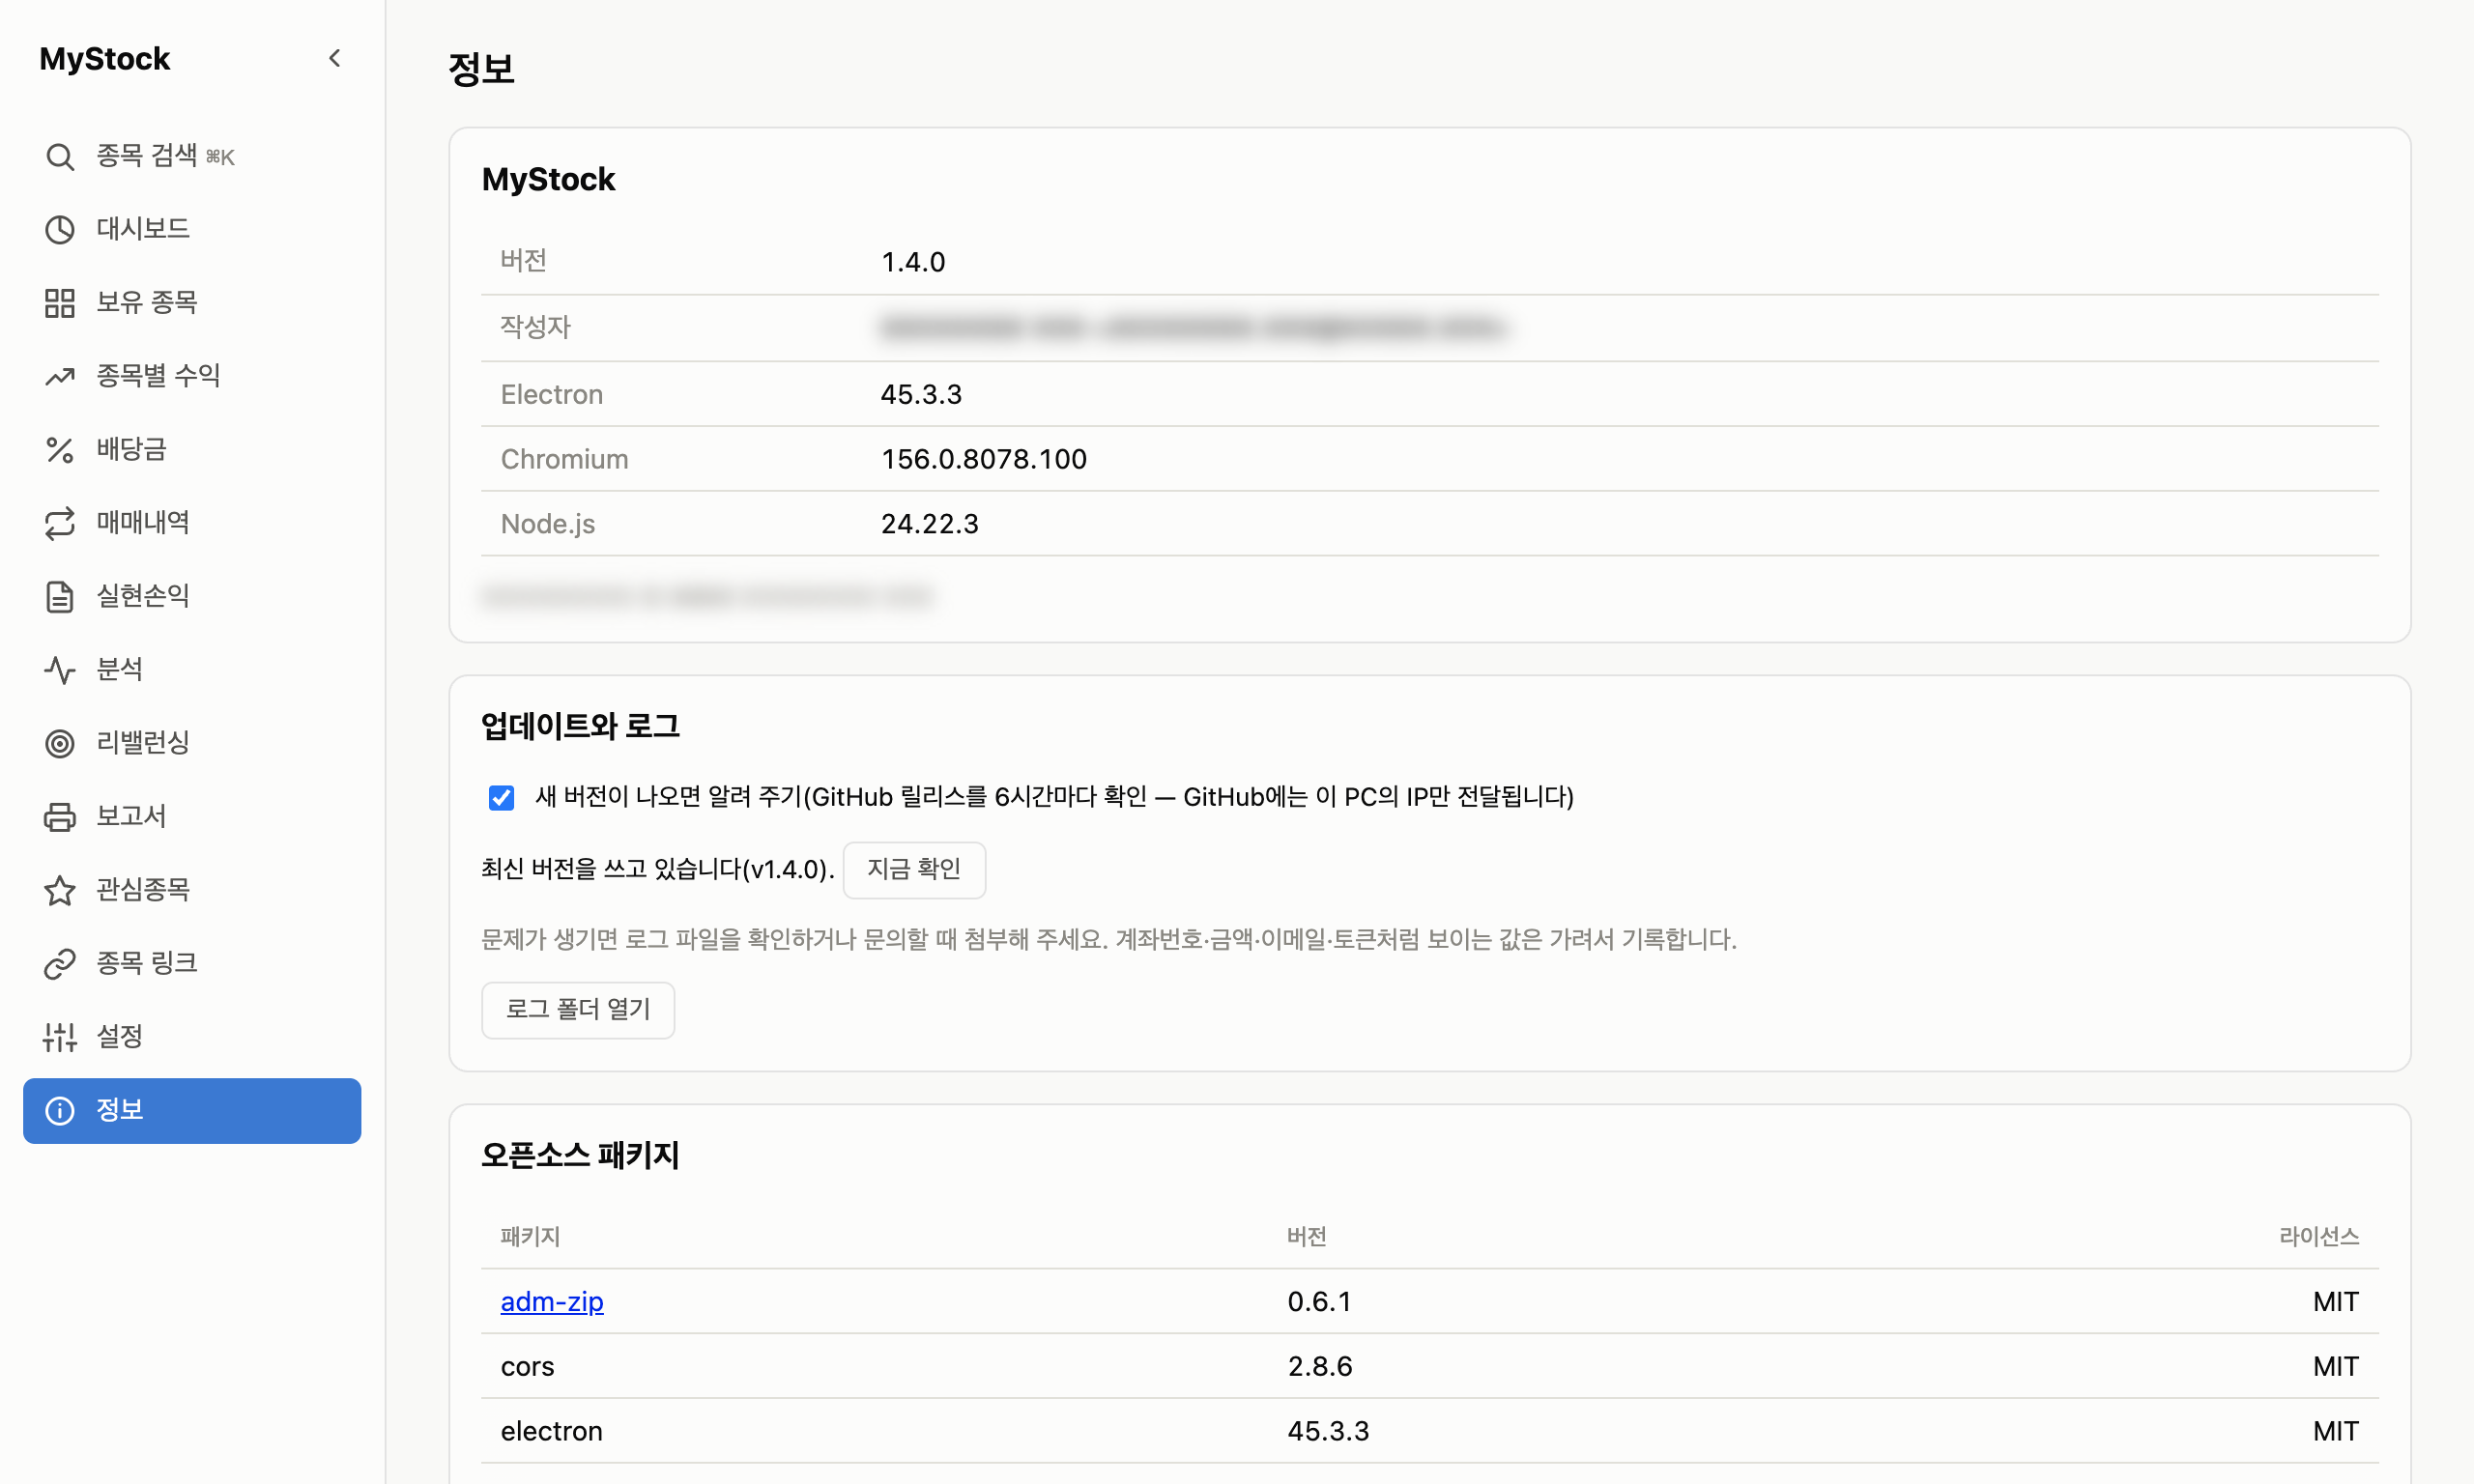 MyStock
종목 검색 ⌘K
대시보드
보유 종목
종목별 수익
배당금
매매내역
실현손익
분석
리밸런싱
보고서
관심종목
종목 링크
설정
정보
정보
MyStock
버전 1.4.0
작성자
Electron 45.3.3
Chromium 156.0.8078.100
Node.js 24.22.3
업데이트와 로그
새 버전이 나오면 알려 주기(GitHub 릴리스를 6시간마다 확인 — GitHub에는 이 PC의 IP만 전달됩니다)
최신 버전을 쓰고 있습니다(v1.4.0). 지금 확인
문제가 생기면 로그 파일을 확인하거나 문의할 때 첨부해 주세요. 계좌번호·금액·이메일·토큰처럼 보이는 값은 가려서 기록합니다.
로그 폴더 열기
오픈소스 패키지
패키지 버전 라이선스
adm-zip 0.6.1 MIT
cors 2.8.6 MIT
electron 45.3.3 MIT